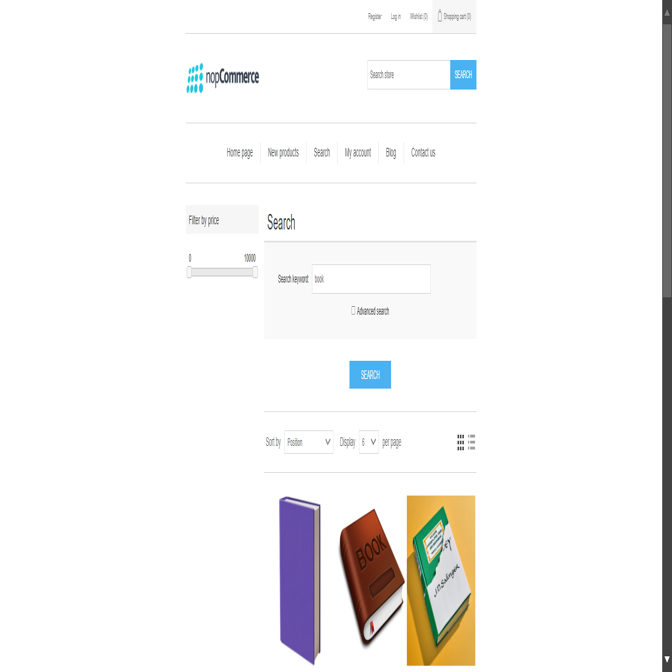 Register Log in Wishlist (0) Shopping cart (0)
nopCommerce
Search store SEARCH
Home page New products Search My account Blog Contact us
Filter by price
0 10000
Search
Search keyword: book
Advanced search
SEARCH
Sort by Position Display 6 per page
BOOK
J.D. Salinger